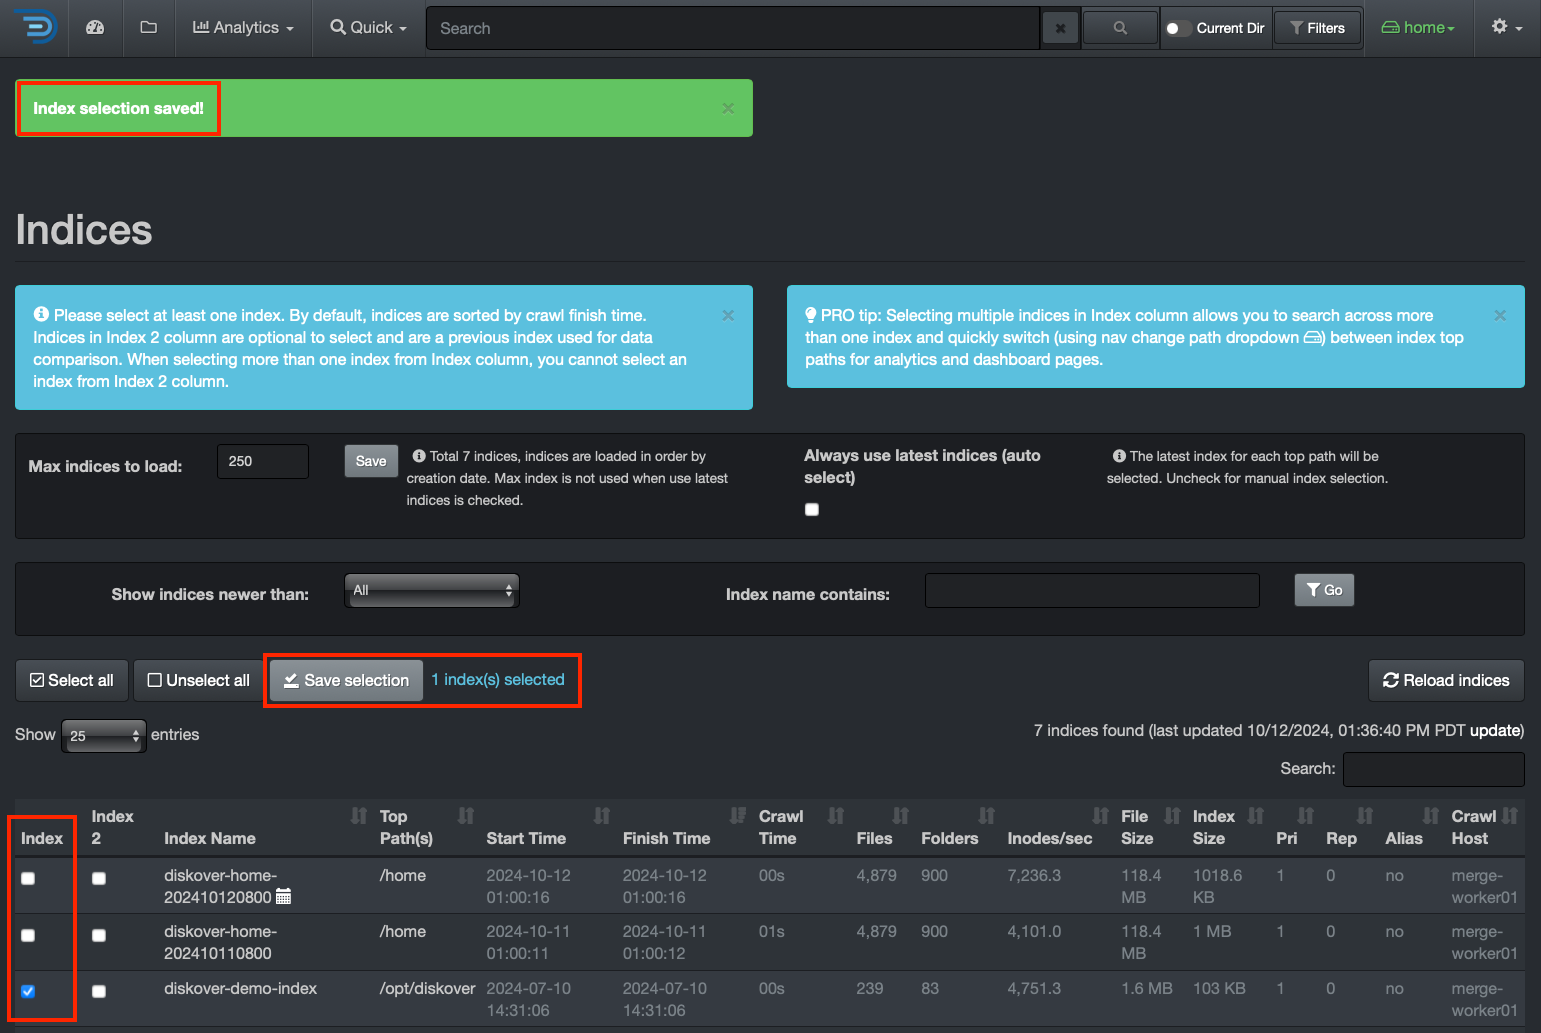 Analytics
Quick
Search
Current Dir
Filters
home
Index selection saved!
Indices
Please select at least one index. By default, indices are sorted by crawl finish time.
Indices in Index 2 column are optional to select and are a previous index used for data
comparison. When selecting more than one index from Index column, you cannot select an
index from Index 2 column.
PRO tip: Selecting multiple indices in Index column allows you to search across more
than one index and quickly switch (using nav change path dropdown ) between index top
paths for analytics and dashboard pages.
Max indices to load:
250
Save
Total 7 indices, indices are loaded in order by
creation date. Max index is not used when use latest
indices is checked.
Always use latest indices (auto
select)
The latest index for each top path will be
selected. Uncheck for manual index selection.
Show indices newer than:
All
Index name contains:
Go
Select all
Unselect all
Save selection
1 index(s) selected
Reload indices
Show 25 entries
7 indices found (last updated 10/12/2024, 01:36:40 PM PDT update)
Search:
Index
Index
2
Index Name
Top
Path(s)
Start Time
Finish Time
Crawl
Time
Files
Folders
Inodes/sec
File
Size
Index
Size
Pri
Rep
Alias
Crawl
Host
diskover-home-
202410120800
/home
2024-10-12
01:00:16
2024-10-12
01:00:16
00s
4,879
900
7,236.3
118.4
MB
1018.6
KB
1
0
no
merge-
worker01
diskover-home-
202410110800
/home
2024-10-11
01:00:11
2024-10-11
01:00:12
01s
4,879
900
4,101.0
118.4
MB
1 MB
1
0
no
merge-
worker01
diskover-demo-index
/opt/diskover
2024-07-10
14:31:06
2024-07-10
14:31:06
00s
239
83
4,751.3
1.6 MB
103 KB
1
0
no
merge-
worker01